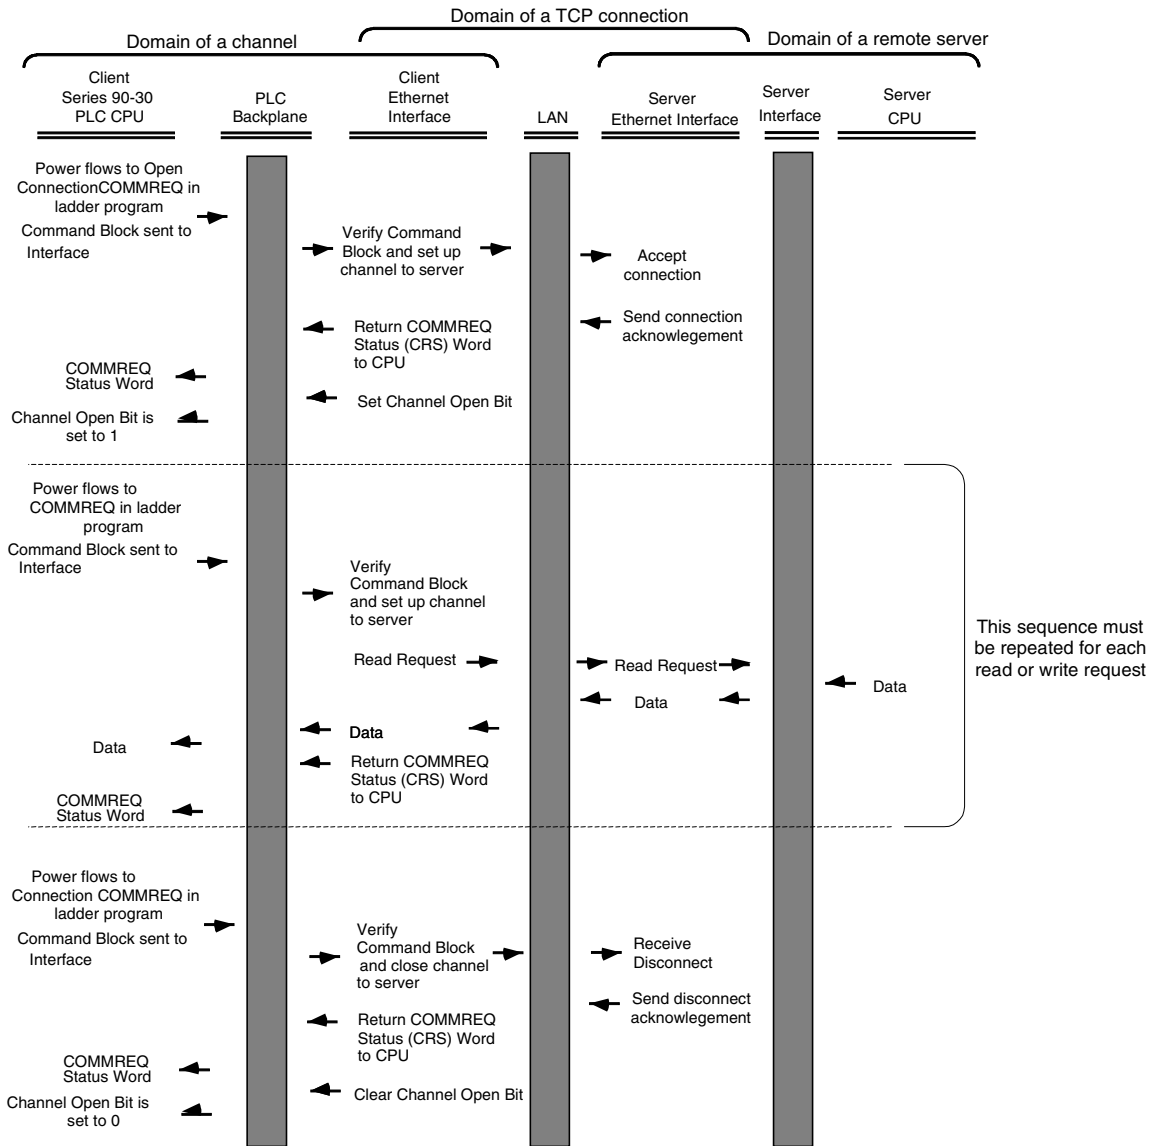 Domain of a TCP connection
Domain of a channel
Domain of a remote server
Client
Series 90-30
PLC CPU
PLC
Backplane
Client
Ethernet
Interface
LAN
Server
Ethernet Interface
Server
Interface
Server
CPU
Power flows to Open
ConnectionCOMMREQ in
ladder program
Command Block sent to
Interface
Verify Command
Block and set up
channel to server
Accept
connection
Send connection
acknowlegement
Return COMMREQ
Status (CRS) Word
to CPU
COMMREQ
Status Word
Set Channel Open Bit
Channel Open Bit is
set to 1
Power flows to
COMMREQ in ladder
program
Command Block sent to
Interface
Verify
Command Block
and set up channel
to server
Read Request
Read Request
Data
Data
Data
Data
Return COMMREQ
Status (CRS) Word
to CPU
COMMREQ
Status Word
This sequence must
be repeated for each
read or write request
Power flows to
Connection COMMREQ in
ladder program
Command Block sent to
Interface
Verify
Command Block
and close channel
to server
Receive
Disconnect
Send disconnect
acknowlegement
Return COMMREQ
Status (CRS) Word
to CPU
COMMREQ
Status Word
Clear Channel Open Bit
Channel Open Bit is
set to 0